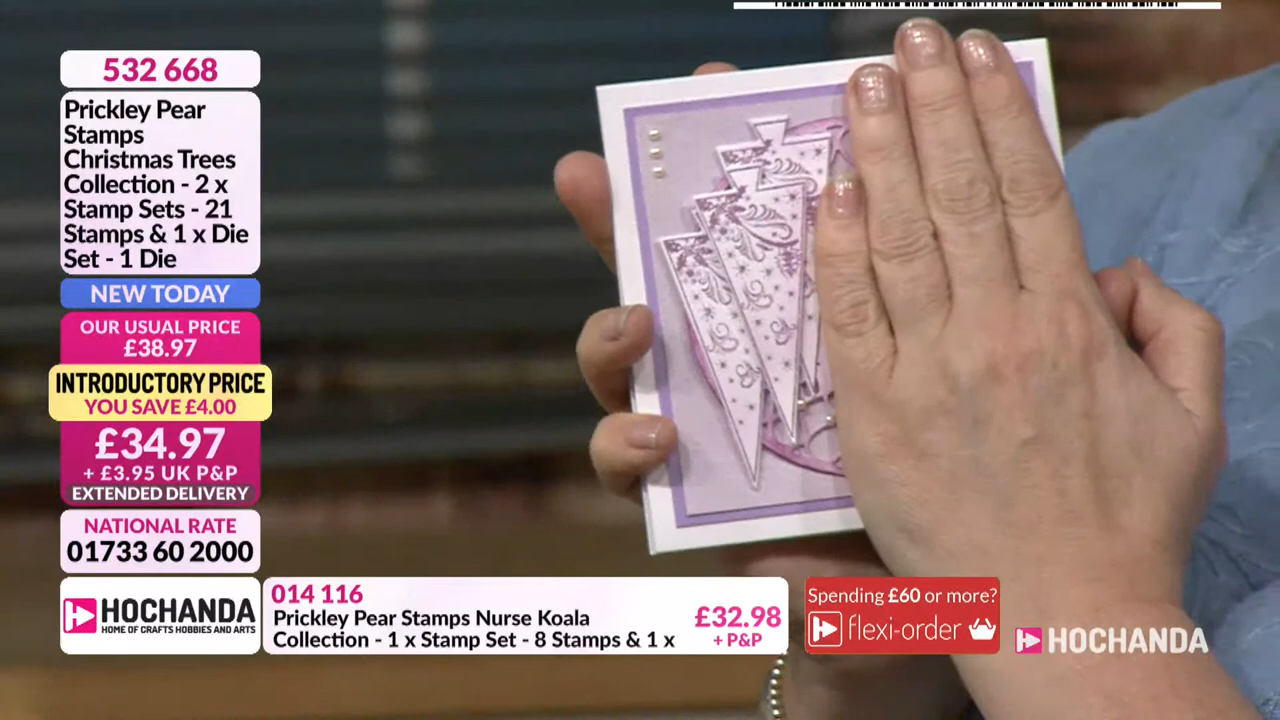 532 668
Prickley Pear
Stamps
Christmas Trees
Collection - 2 x
Stamp Sets - 21
Stamps & 1 x Die
Set - 1 Die
NEW TODAY
OUR USUAL PRICE
£38.97
INTRODUCTORY PRICE
YOU SAVE £4.00
£34.97
+ £3.95 UK P&P
EXTENDED DELIVERY
NATIONAL RATE
01733 60 2000
HOCHANDA
HOME OF CRAFTS HOBBIES AND ARTS
014 116
Prickley Pear Stamps Nurse Koala
Collection - 1 x Stamp Set - 8 Stamps & 1 x
£32.98
+ P&P
Spending £60 or more?
flexi-order
HOCHANDA